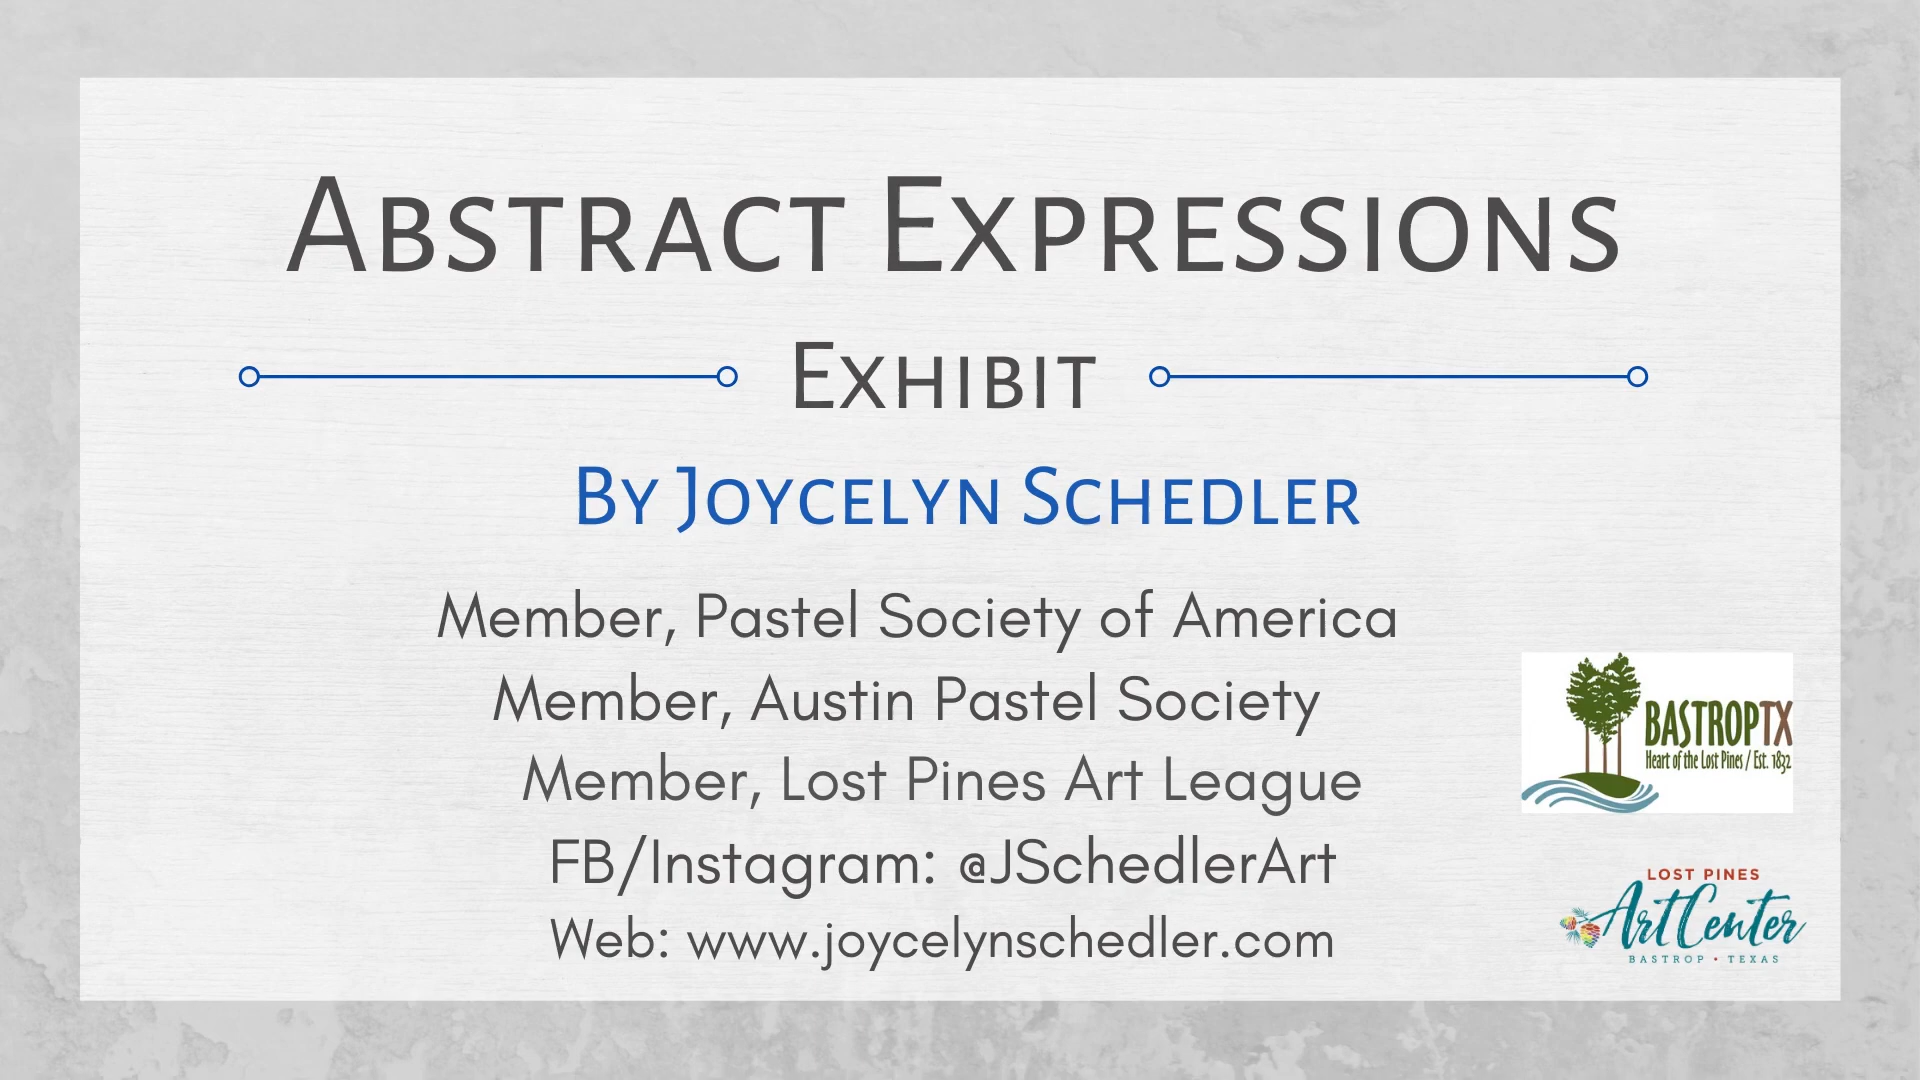 Abstract Expressions
Exhibit
By Joycelyn Schedler
Member, Pastel Society of America
Member, Austin Pastel Society
Member, Lost Pines Art League
FB/Instagram: @JSchedlerArt
Web: www.joycelynschedler.com
BASTROPTX
Heart of the Lost Pines / Est. 1832
LOST PINES
Art Center
BASTROP • TEXAS